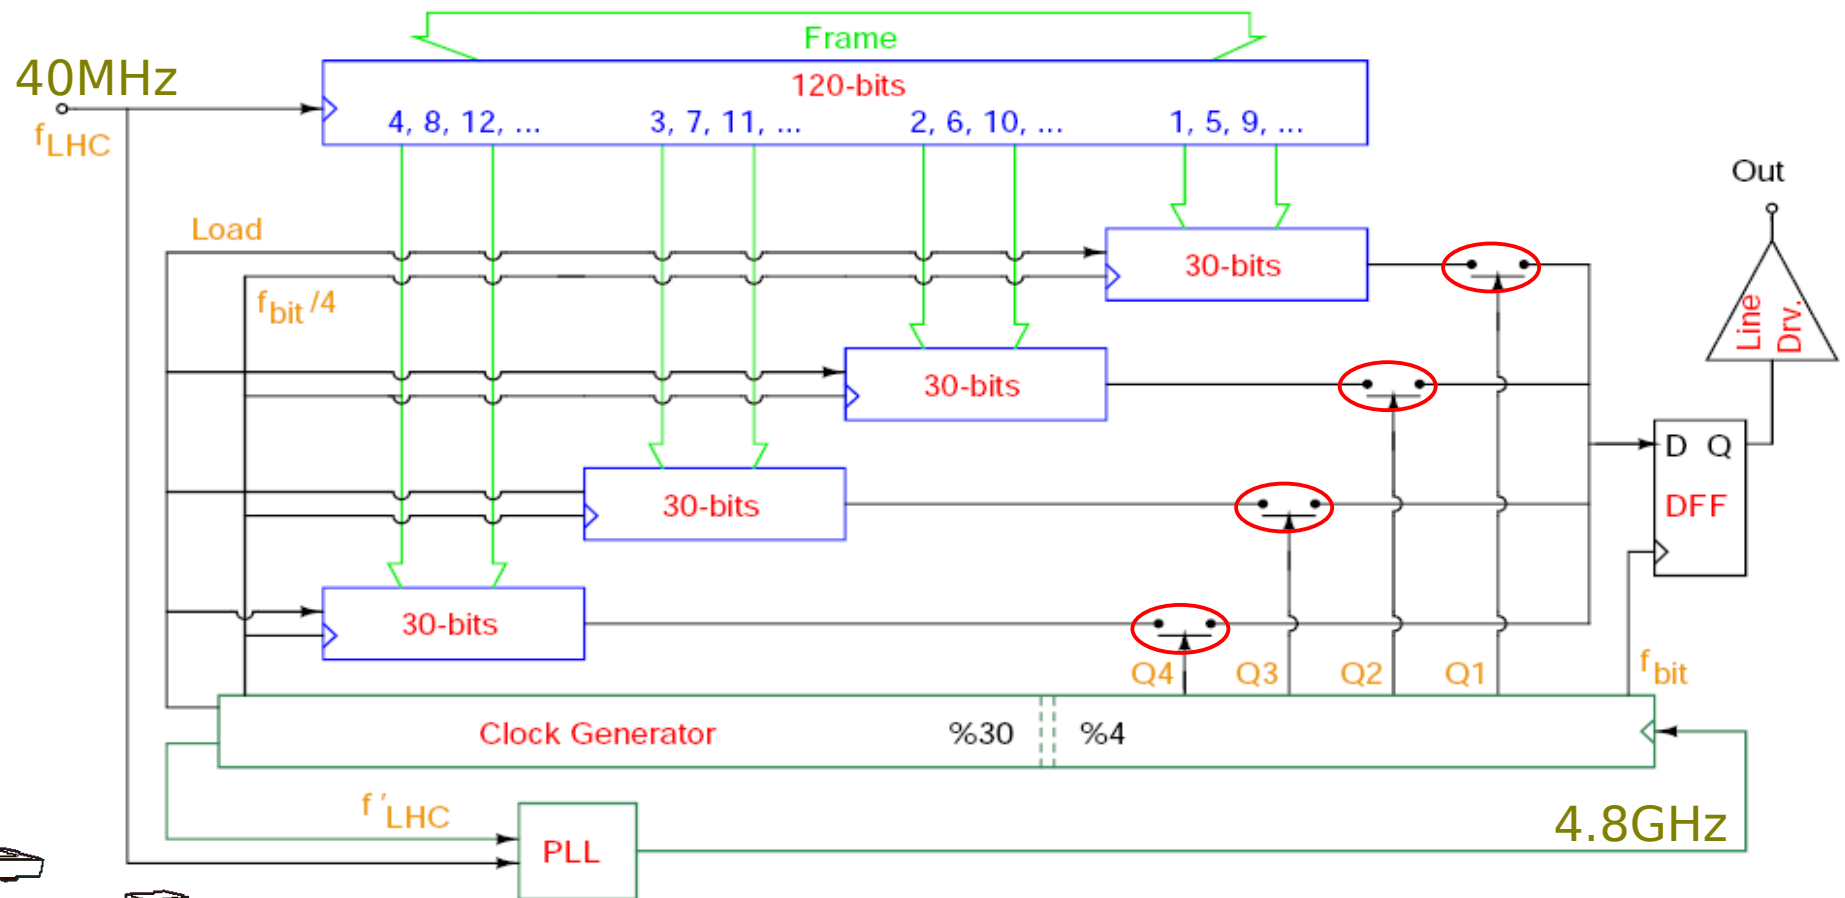 Frame
40MHz
120-bits
4, 8, 12, ...
3, 7, 11, ...
2, 6, 10, ...
1, 5, 9, ...
fLHC
Out
Load
30-bits
fbit /4
Line
Drv.
30-bits
D Q
30-bits
DFF
30-bits
Q4
Q3
Q2
Q1
fbit
Clock Generator
%30
%4
f´LHC
4.8GHz
PLL